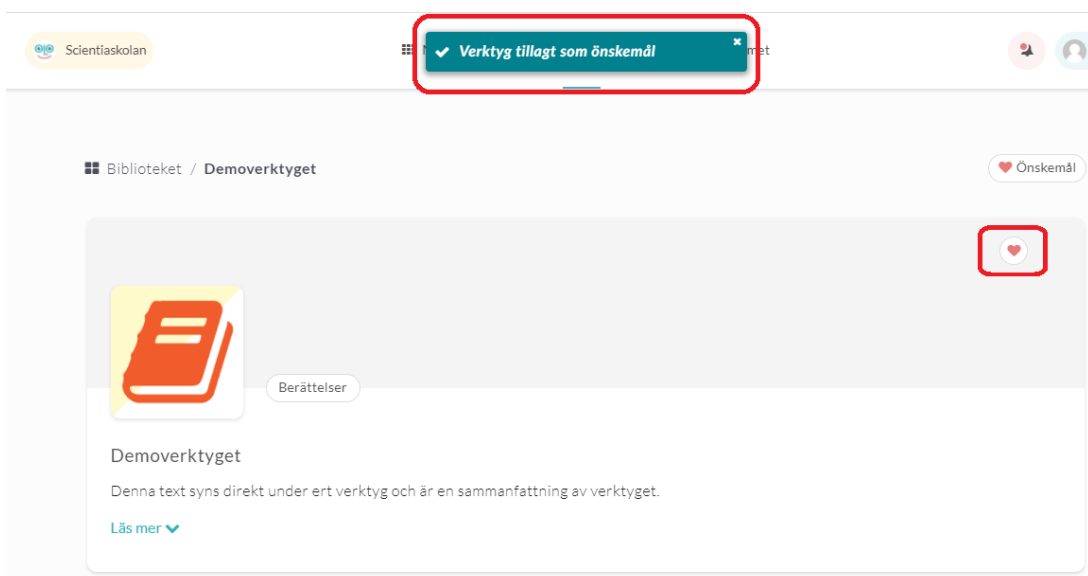 Scientiaskolan
Verktyg tillagt som önskemål
Biblioteket / Demoverktyget
Önskemål
Berättelser
Demoverktyget
Denna text syns direkt under ert verktyg och är en sammanfattning av verktyget.
Läs mer